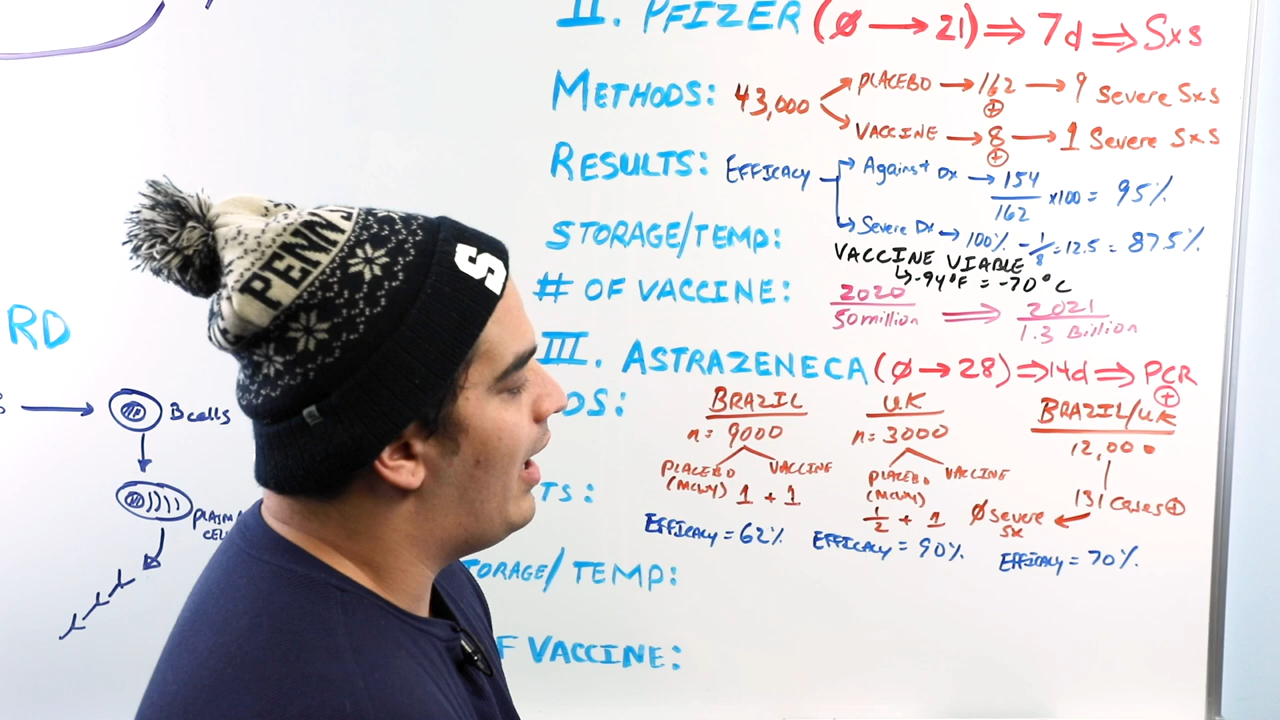 II. PFIZER (Ø → 21) ⇒ 7d ⇒ Sxs
METHODS: 43,000
PLACEBO → 162 → 9 Severe Sxs
+
VACCINE → 8 → 1 Severe Sxs
+
RESULTS: EFFICACY
Against Dx → 154/162 x100 = 95%
Severe Dx → 100% - 1/8 = 12.5 = 87.5%
STORAGE/TEMP:
VACCINE VIABLE
↳ -94°F = -70°C
# OF VACCINE:
2020 ⇒ 2021
50 million 1.3 Billion
III. ASTRAZENECA (Ø → 28) ⇒ 14d ⇒ PCR
+
ODS:
BRAZIL UK BRAZIL/UK
n= 9000 n= 3000 12,000
PLACEBO VACCINE PLACEBO VACCINE
(MCWY) (MCWY)
TS: 1 + 1 1/2 + 1 Ø severe sx ← 131 Cases +
EFFICACY = 62% EFFICACY = 90% EFFICACY = 70%
TORAGE/TEMP:
F VACCINE:
RD
B cells
PLASMA
CELL
PENN S
S